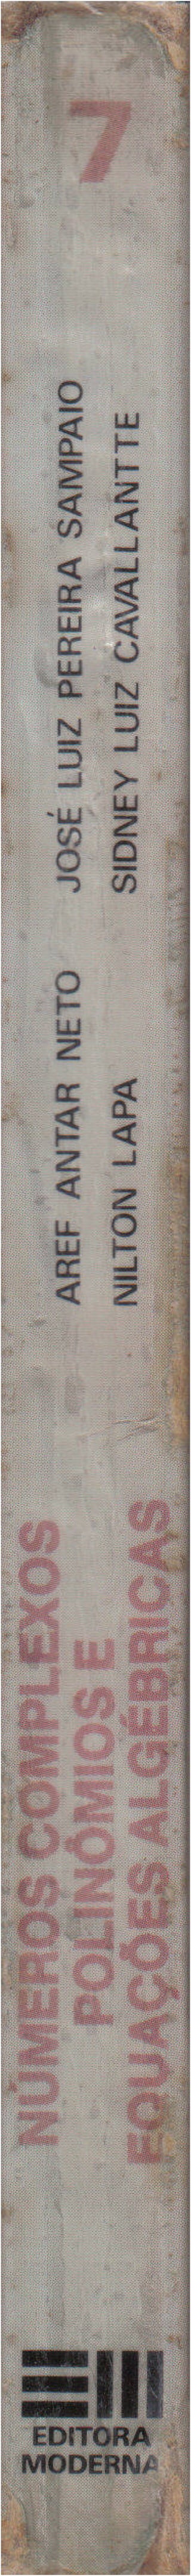 7
AREF ANTAR NETO JOSÉ LUIZ PEREIRA SAMPAIO
NILTON LAPA SIDNEY LUIZ CAVALLANTTE
NÚMEROS COMPLEXOS
POLINÔMIOS E
EQUAÇÕES ALGÉBRICAS
EDITORA
MODERNA